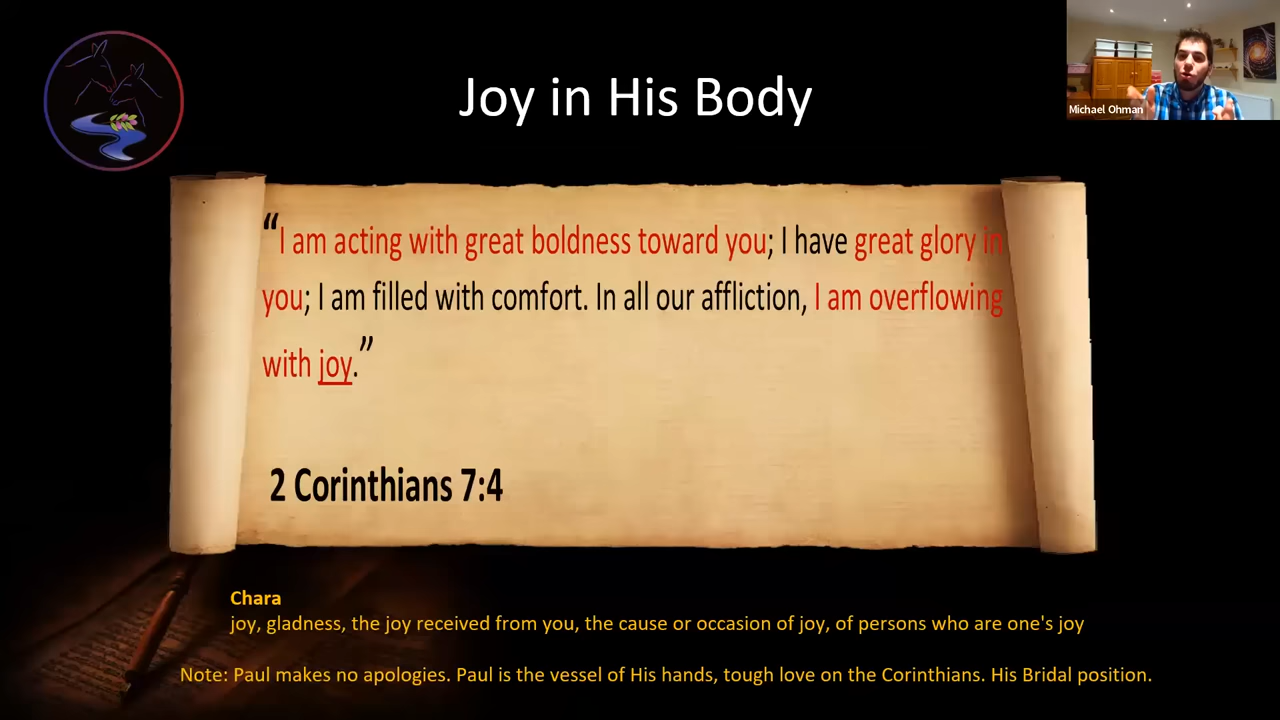 Joy in His Body
Michael Ohman
“I am acting with great boldness toward you; I have great glory in
you; I am filled with comfort. In all our affliction, I am overflowing
with joy.”
2 Corinthians 7:4
Chara
joy, gladness, the joy received from you, the cause or occasion of joy, of persons who are one's joy
Note: Paul makes no apologies. Paul is the vessel of His hands, tough love on the Corinthians. His Bridal position.